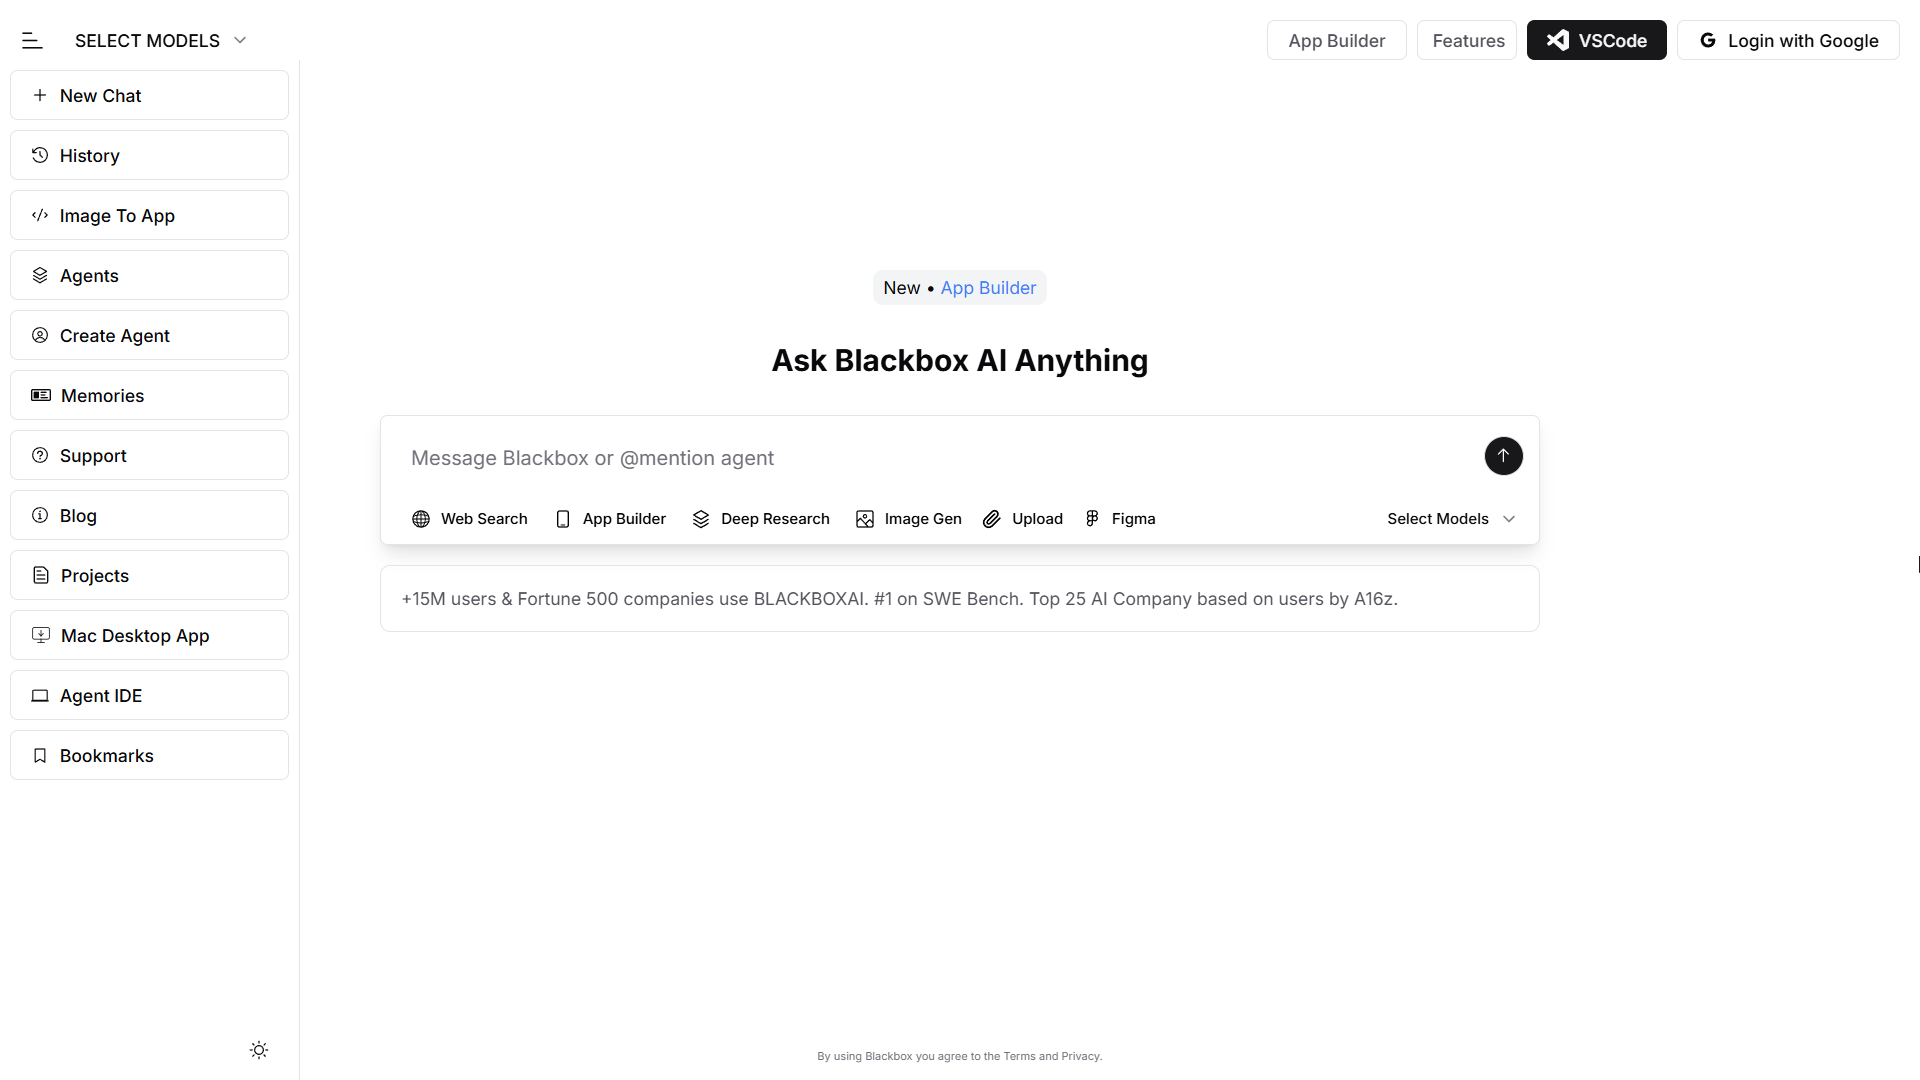 SELECT MODELS
App Builder
Features
VSCode
Login with Google
New Chat
History
Image To App
Agents
Create Agent
Memories
Support
Blog
Projects
Mac Desktop App
Agent IDE
Bookmarks
New • App Builder
Ask Blackbox AI Anything
Message Blackbox or @mention agent
Web Search
App Builder
Deep Research
Image Gen
Upload
Figma
Select Models
+15M users & Fortune 500 companies use BLACKBOXAI. #1 on SWE Bench. Top 25 AI Company based on users by A16z.
By using Blackbox you agree to the Terms and Privacy.